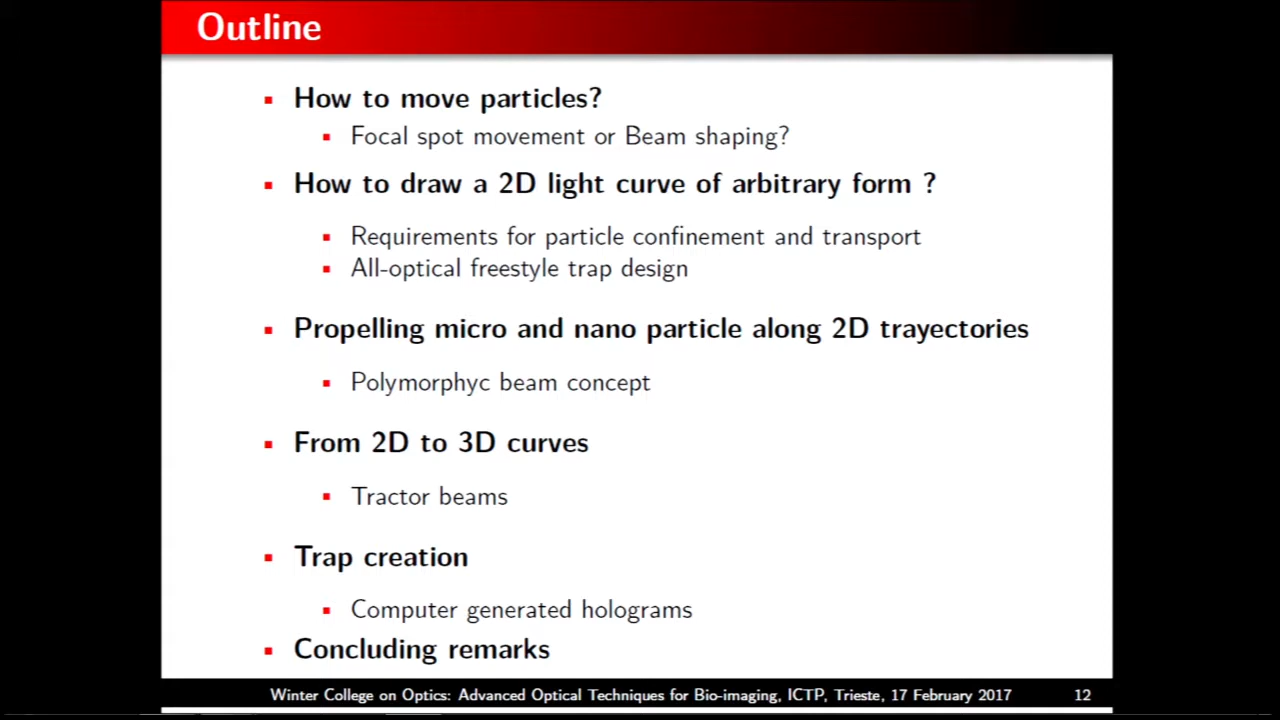 Outline
How to move particles?
Focal spot movement or Beam shaping?
How to draw a 2D light curve of arbitrary form ?
Requirements for particle confinement and transport
All-optical freestyle trap design
Propelling micro and nano particle along 2D trayectories
Polymorphyc beam concept
From 2D to 3D curves
Tractor beams
Trap creation
Computer generated holograms
Concluding remarks
Winter College on Optics: Advanced Optical Techniques for Bio-imaging, ICTP, Trieste, 17 February 2017 12